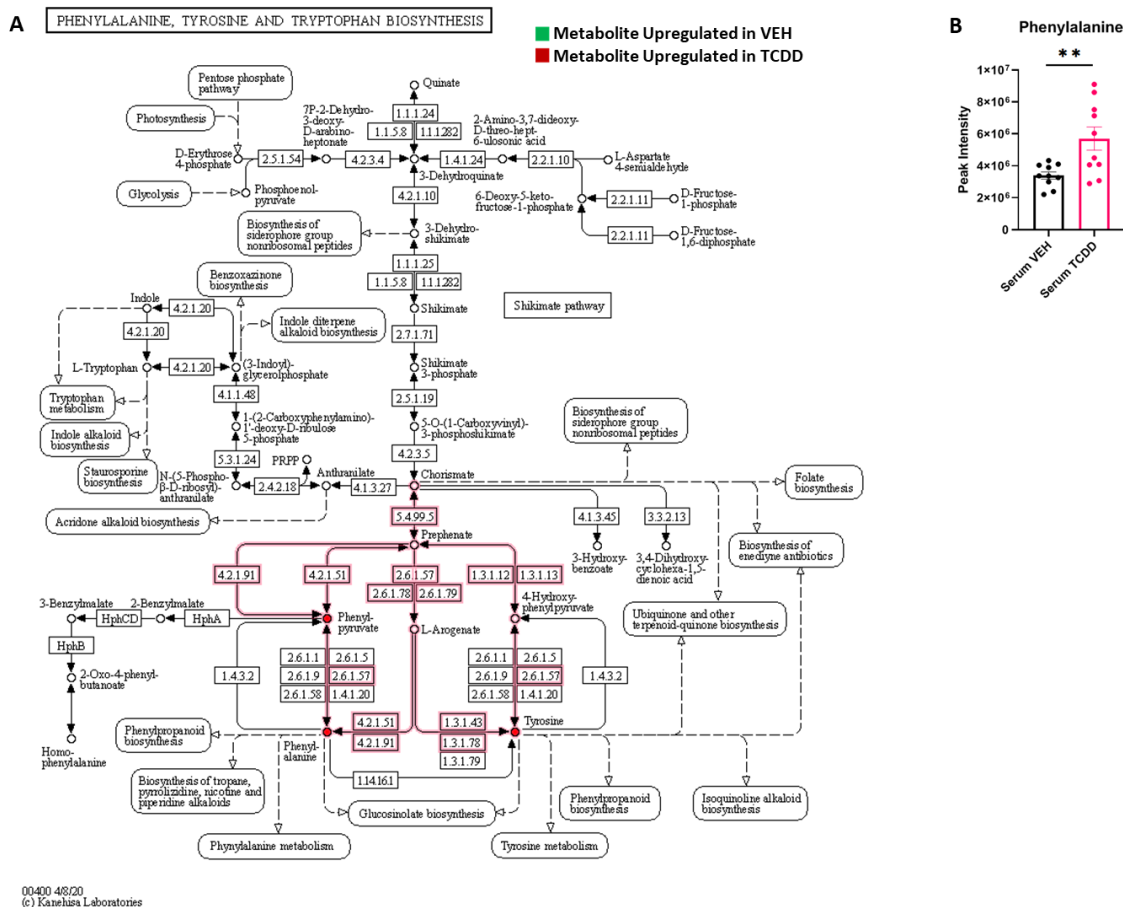 A
PHENYLALANINE, TYROSINE AND TRYPTOPHAN BIOSYNTHESIS
Metabolite Upregulated in VEH
Metabolite Upregulated in TCDD
Pentose phosphate
pathway
Photosynthesis
D-Erythrose
4-phosphate
Glycolysis
Phosphoenol-
pyruvate
2.5.1.54
7P-2-Dehydro-
3-deoxy-
D-arabino-
heptonate
4.2.3.4
Quinate
1.1.1.24
1.1.5.8
1.1.1.282
2-Amino-3,7-dideoxy-
D-threo-hept-
6-ulosonic acid
1.4.1.24
2.2.1.10
L-Aspartate
4-semialdehyde
3-Dehydroquinate
4.2.1.10
6-Deoxy-5-keto-
fructose-1-phosphate
2.2.1.11
D-Fructose-
1-phosphate
2.2.1.11
D-Fructose-
1,6-diphosphate
Biosynthesis of
siderophore group
nonribosomal peptides
3-Dehydro-
shikimate
1.1.1.25
1.1.5.8
1.1.1.282
Shikimate
Shikimate pathway
2.7.1.71
Shikimate
3-phosphate
2.5.1.19
5-O-(1-Carboxyvinyl)-
3-phosphoshikimate
4.2.3.5
Chorismate
Benzoxazinone
biosynthesis
Indole diterpene
alkaloid biosynthesis
Indole
4.2.1.20
4.2.1.20
L-Tryptophan
4.2.1.20
(3-Indoyl)-
glycerolphosphate
Tryptophan
metabolism
4.1.1.48
Indole alkaloid
biosynthesis
1-(2-Carboxyphenylamino)-
1'-deoxy-D-ribulose
5-phosphate
Staurosporine
biosynthesis
5.3.1.24
N-(5-Phospho-
β-D-ribosyl)-
anthranilate
PRPP
2.4.2.18
Anthranilate
4.1.3.27
Acridone alkaloid biosynthesis
Biosynthesis of
siderophore group
nonribosomal peptides
Folate
biosynthesis
5.4.99.5
4.1.3.45
3.3.2.13
Prephenate
3-Hydroxy-
benzoate
3,4-Dihydroxy-
cyclohexa-1,5-
dienoic acid
Biosynthesis of
enediyne antibiotics
4.2.1.91
4.2.1.51
2.6.1.57
2.6.1.78
2.6.1.79
1.3.1.12
1.3.1.13
Ubiquinone and other
terpenoid-quinone biosynthesis
3-Benzylmalate
2-Benzylmalate
HphCD
HphA
Phenyl-
pyruvate
4-Hydroxy-
phenylpyruvate
L-Arogenate
HphB
2-Oxo-4-phenyl-
butanoate
1.4.3.2
2.6.1.1
2.6.1.5
2.6.1.9
2.6.1.57
2.6.1.58
1.4.1.20
2.6.1.1
2.6.1.5
2.6.1.9
2.6.1.57
2.6.1.58
1.4.1.20
1.4.3.2
Homo-
phenylalanine
Phenylpropanoid
biosynthesis
Phenyl-
alanine
4.2.1.51
4.2.1.91
1.3.1.43
1.3.1.78
1.3.1.79
Tyrosine
1.14.16.1
Biosynthesis of tropane,
pyrrolizidine, nicotine and
piperidine alkaloids
Glucosinolate biosynthesis
Phenylpropanoid
biosynthesis
Isoquinoline alkaloid
biosynthesis
Phynylalanine metabolism
Tyrosine metabolism
00400 4/8/20
(c) Kanehisa Laboratories
B
Phenylalanine
**
Peak Intensity
1×10⁷
8×10⁶
6×10⁶
4×10⁶
2×10⁶
0
Serum VEH
Serum TCDD